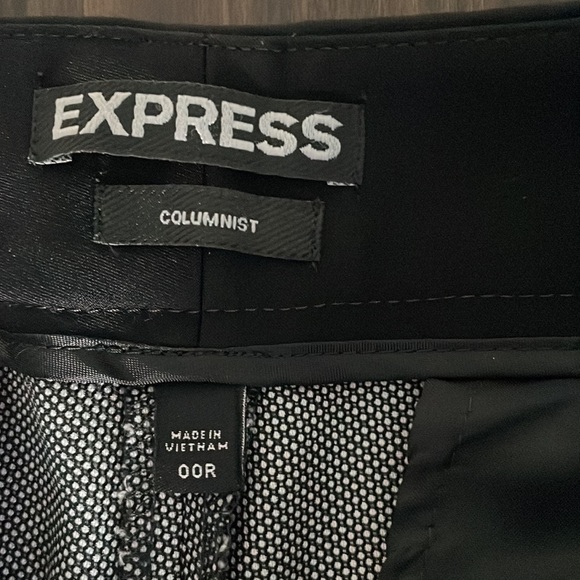 EXPRESS
COLUMNIST
MADE IN
VIETNAM
00R